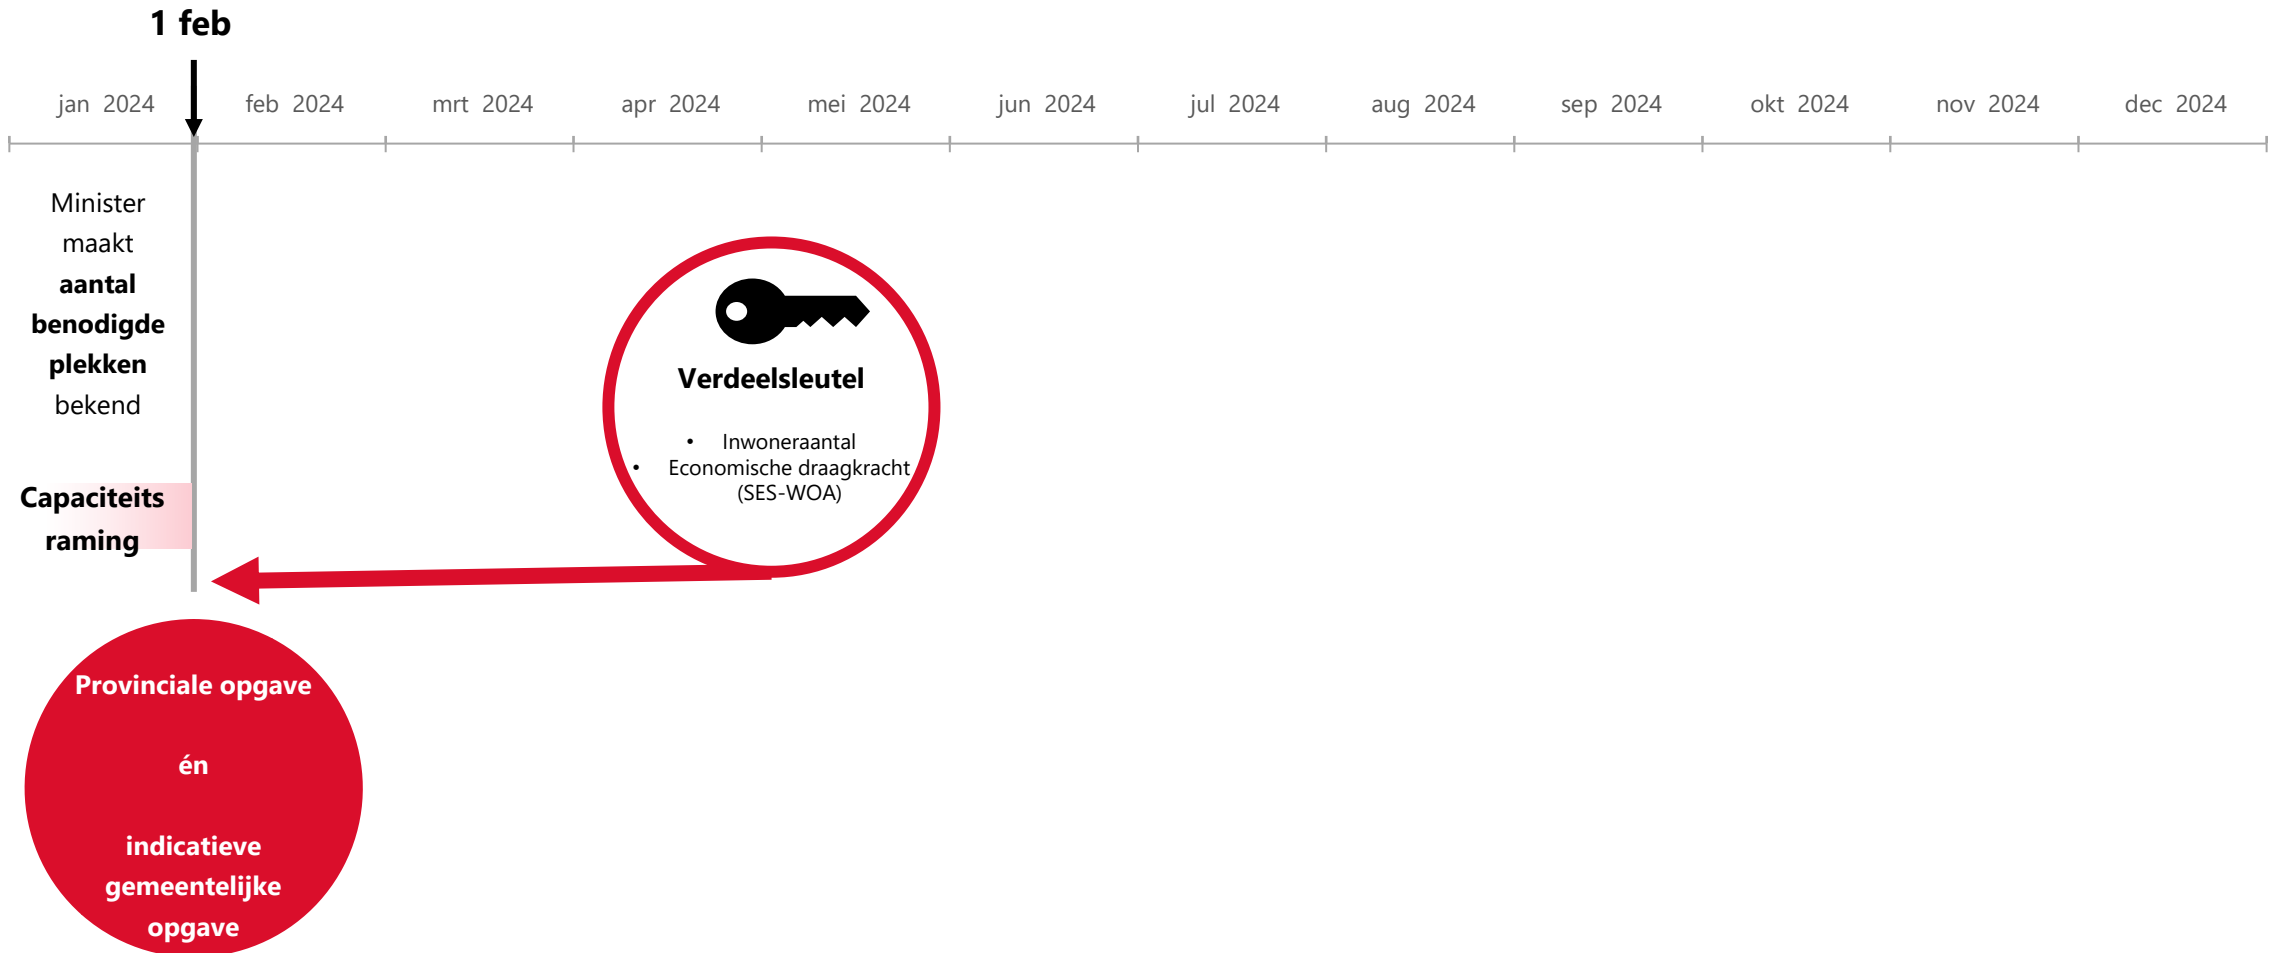 1 feb
jan 2024
feb 2024
mrt 2024
apr 2024
mei 2024
jun 2024
jul 2024
aug 2024
sep 2024
okt 2024
nov 2024
dec 2024
Minister
maakt
aantal
benodigde
plekken
bekend
Capaciteits
raming
Verdeelsleutel
• Inwoneraantal
• Economische draagkracht
(SES-WOA)
Provinciale opgave
én
indicatieve
gemeentelijke
opgave